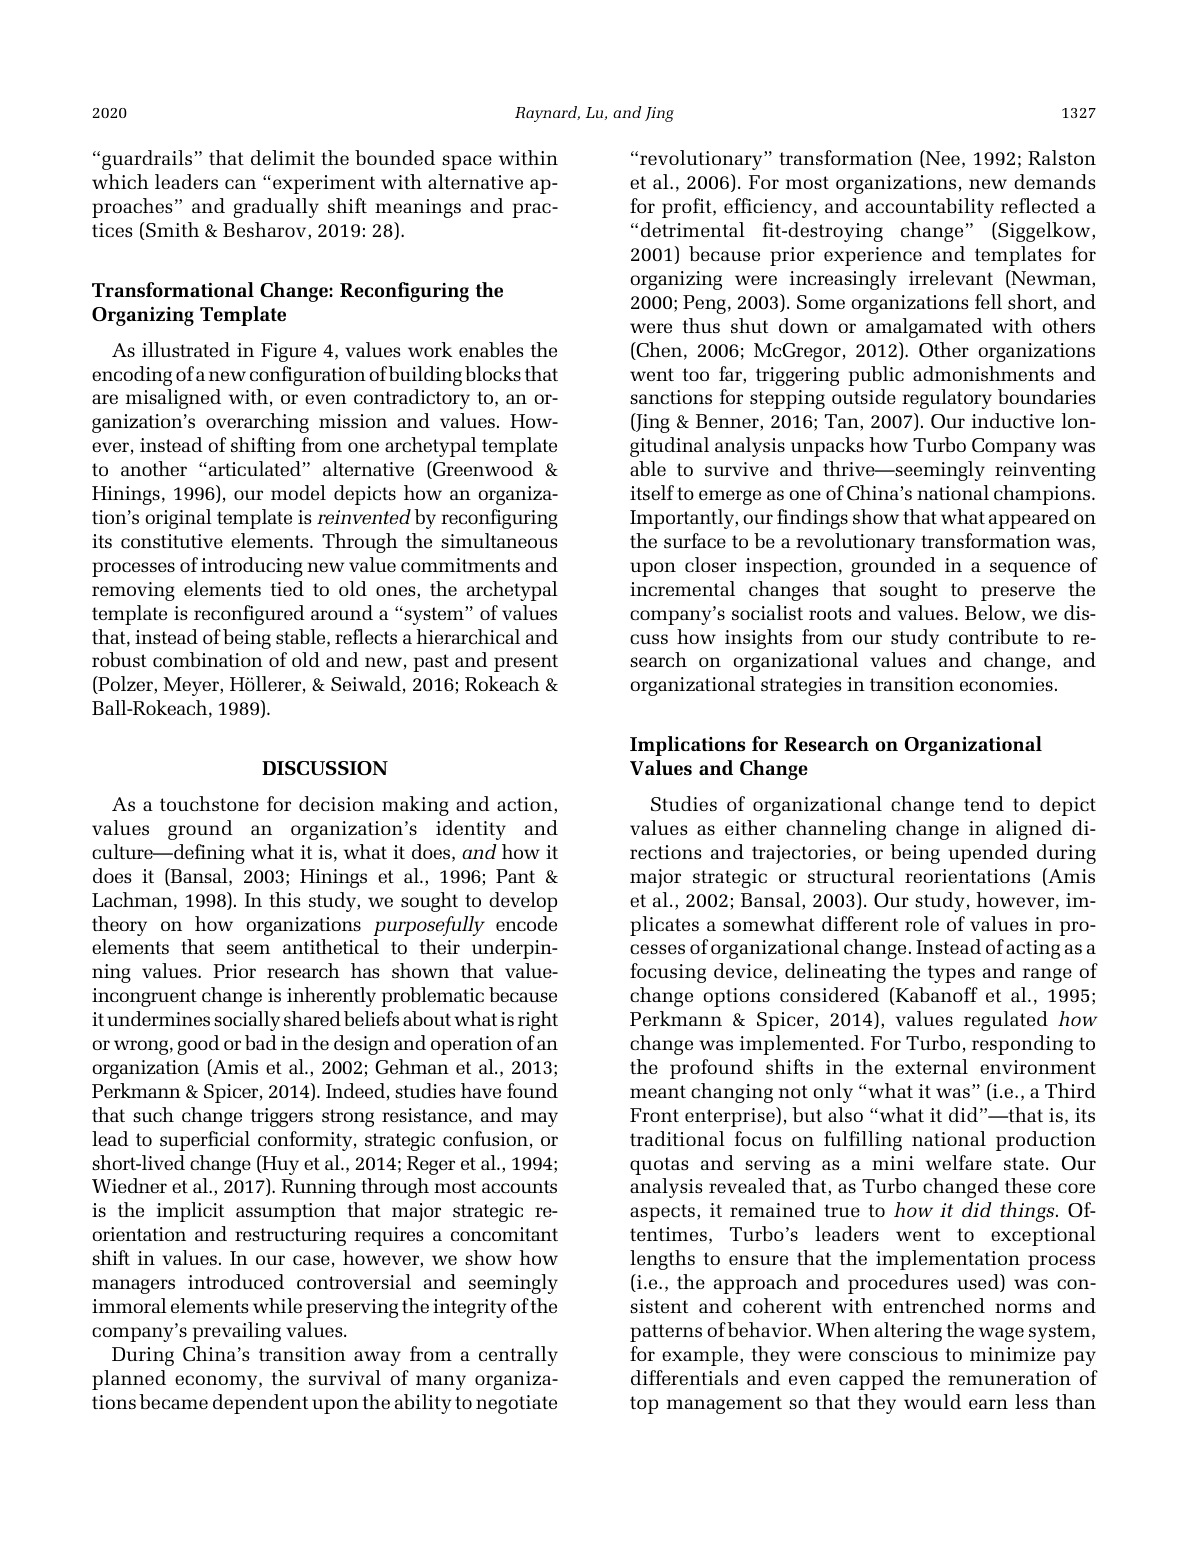 2020
Raynard, Lu, and Jing
1327
“guardrails” that delimit the bounded space within
which leaders can “experiment with alternative ap-
proaches” and gradually shift meanings and prac-
tices (Smith & Besharov, 2019: 28).
Transformational Change: Reconfiguring the
Organizing Template
As illustrated in Figure 4, values work enables the
encoding of a new configuration of building blocks that
are misaligned with, or even contradictory to, an or-
ganization’s overarching mission and values. How-
ever, instead of shifting from one archetypal template
to another “articulated” alternative (Greenwood &
Hinings, 1996), our model depicts how an organiza-
tion’s original template is reinvented by reconfiguring
its constitutive elements. Through the simultaneous
processes of introducing new value commitments and
removing elements tied to old ones, the archetypal
template is reconfigured around a “system” of values
that, instead of being stable, reflects a hierarchical and
robust combination of old and new, past and present
(Polzer, Meyer, Höllerer, & Seiwald, 2016; Rokeach &
Ball-Rokeach, 1989).
DISCUSSION
As a touchstone for decision making and action,
values ground an organization’s identity and
culture—defining what it is, what it does, and how it
does it (Bansal, 2003; Hinings et al., 1996; Pant &
Lachman, 1998). In this study, we sought to develop
theory on how organizations purposefully encode
elements that seem antithetical to their underpin-
ning values. Prior research has shown that value-
incongruent change is inherently problematic because
it undermines socially shared beliefs about what is right
or wrong, good or bad in the design and operation of an
organization (Amis et al., 2002; Gehman et al., 2013;
Perkmann & Spicer, 2014). Indeed, studies have found
that such change triggers strong resistance, and may
lead to superficial conformity, strategic confusion, or
short-lived change (Huy et al., 2014; Reger et al., 1994;
Wiedner et al., 2017). Running through most accounts
is the implicit assumption that major strategic re-
orientation and restructuring requires a concomitant
shift in values. In our case, however, we show how
managers introduced controversial and seemingly
immoral elements while preserving the integrity of the
company’s prevailing values.
During China’s transition away from a centrally
planned economy, the survival of many organiza-
tions became dependent upon the ability to negotiate
“revolutionary” transformation (Nee, 1992; Ralston
et al., 2006). For most organizations, new demands
for profit, efficiency, and accountability reflected a
“detrimental fit-destroying change” (Siggelkow,
2001) because prior experience and templates for
organizing were increasingly irrelevant (Newman,
2000; Peng, 2003). Some organizations fell short, and
were thus shut down or amalgamated with others
(Chen, 2006; McGregor, 2012). Other organizations
went too far, triggering public admonishments and
sanctions for stepping outside regulatory boundaries
(Jing & Benner, 2016; Tan, 2007). Our inductive lon-
gitudinal analysis unpacks how Turbo Company was
able to survive and thrive—seemingly reinventing
itself to emerge as one of China’s national champions.
Importantly, our findings show that what appeared on
the surface to be a revolutionary transformation was,
upon closer inspection, grounded in a sequence of
incremental changes that sought to preserve the
company’s socialist roots and values. Below, we dis-
cuss how insights from our study contribute to re-
search on organizational values and change, and
organizational strategies in transition economies.
Implications for Research on Organizational
Values and Change
Studies of organizational change tend to depict
values as either channeling change in aligned di-
rections and trajectories, or being upended during
major strategic or structural reorientations (Amis
et al., 2002; Bansal, 2003). Our study, however, im-
plicates a somewhat different role of values in pro-
cesses of organizational change. Instead of acting as a
focusing device, delineating the types and range of
change options considered (Kabanoff et al., 1995;
Perkmann & Spicer, 2014), values regulated how
change was implemented. For Turbo, responding to
the profound shifts in the external environment
meant changing not only “what it was” (i.e., a Third
Front enterprise), but also “what it did”—that is, its
traditional focus on fulfilling national production
quotas and serving as a mini welfare state. Our
analysis revealed that, as Turbo changed these core
aspects, it remained true to how it did things. Of-
tentimes, Turbo’s leaders went to exceptional
lengths to ensure that the implementation process
(i.e., the approach and procedures used) was con-
sistent and coherent with entrenched norms and
patterns of behavior. When altering the wage system,
for example, they were conscious to minimize pay
differentials and even capped the remuneration of
top management so that they would earn less than